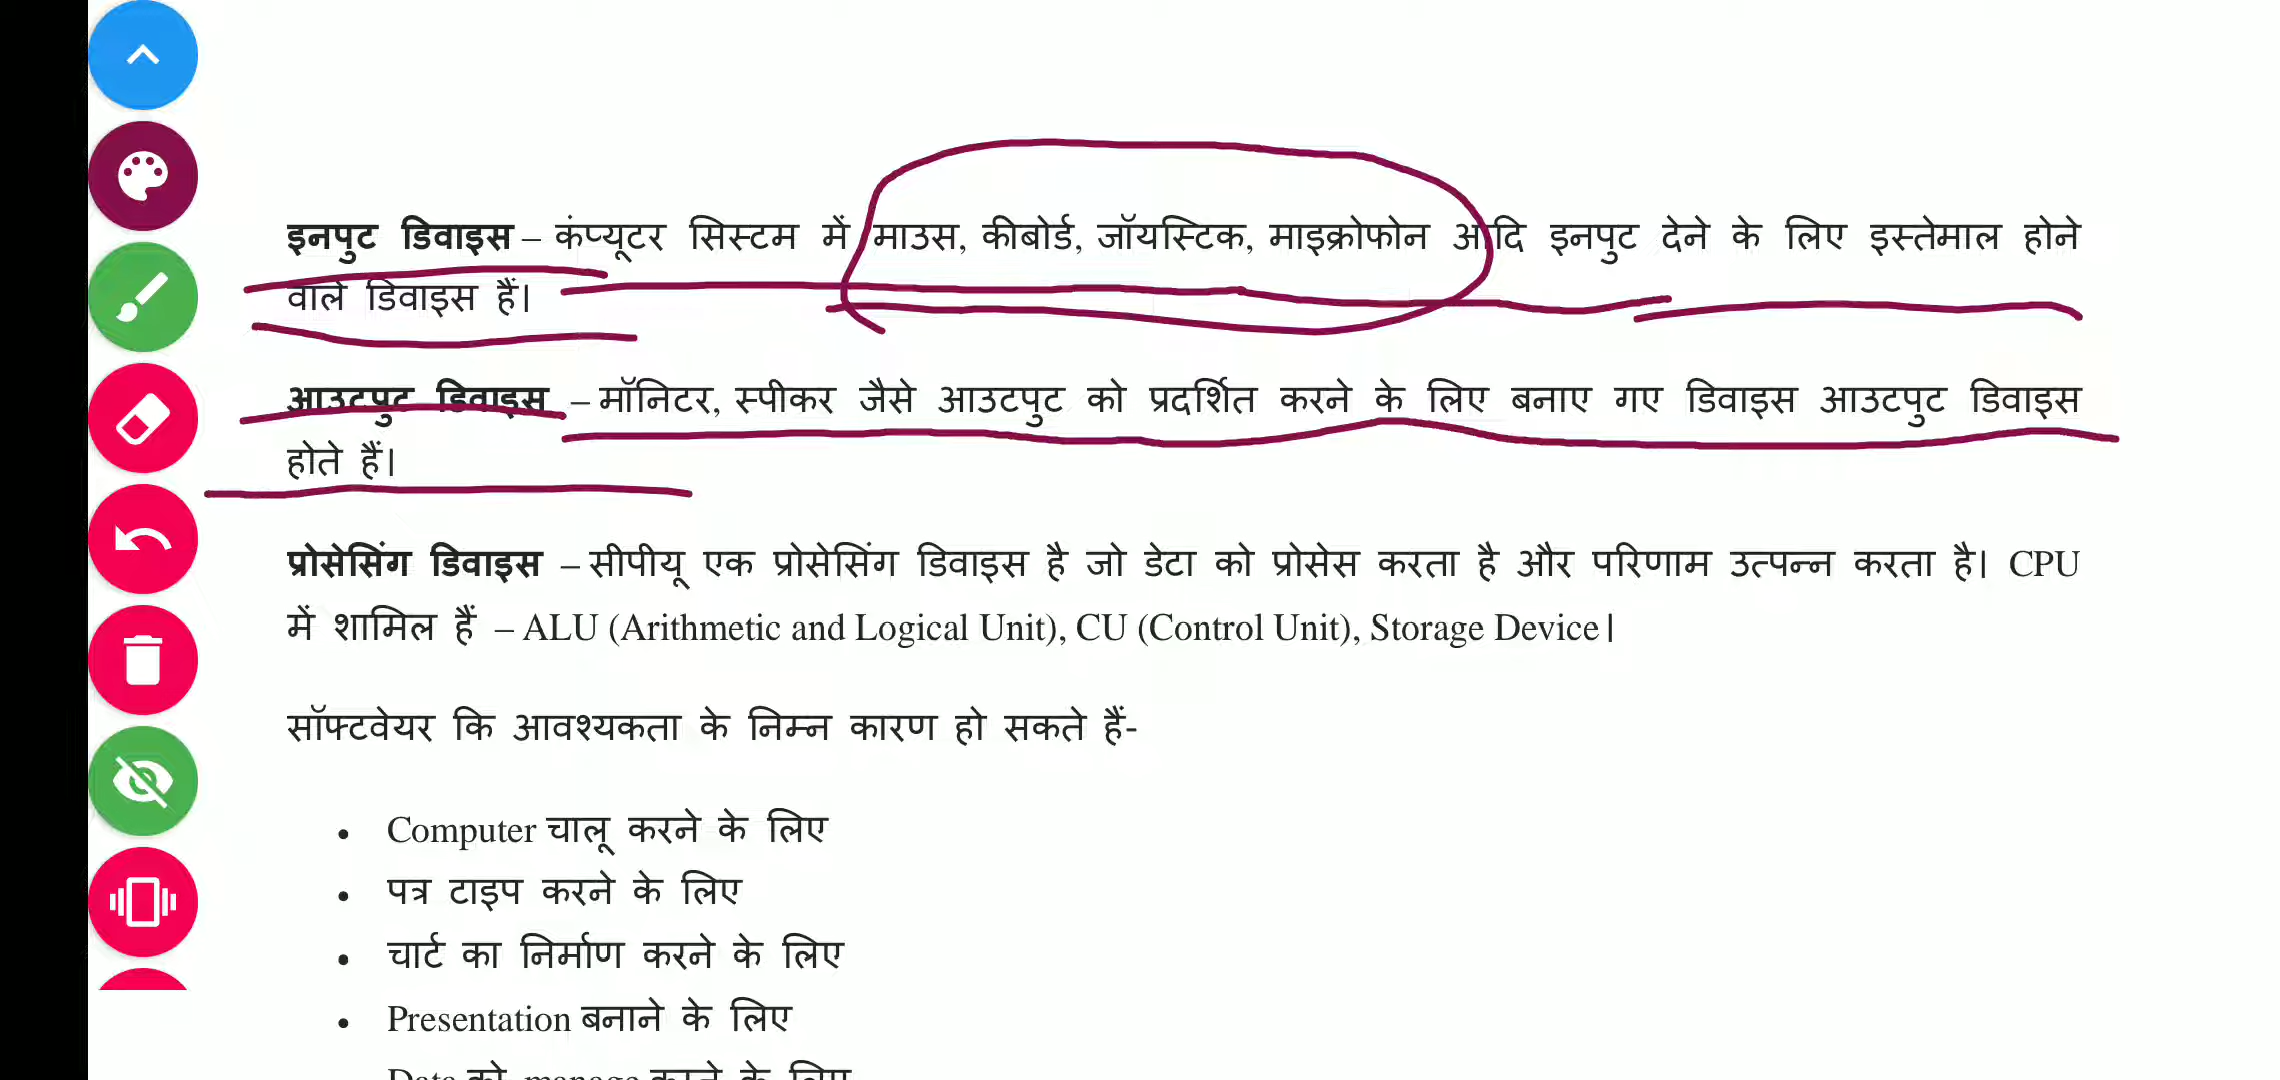 इनपुट डिवाइस – कंप्यूटर सिस्टम में माउस, कीबोर्ड, जॉयस्टिक, माइक्रोफोन आदि इनपुट देने के लिए इस्तेमाल होने
वाले डिवाइस हैं।
आउटपुट डिवाइस – मॉनिटर, स्पीकर जैसे आउटपुट को प्रदर्शित करने के लिए बनाए गए डिवाइस आउटपुट डिवाइस
होते हैं।
प्रोसेसिंग डिवाइस – सीपीयू एक प्रोसेसिंग डिवाइस है जो डेटा को प्रोसेस करता है और परिणाम उत्पन्न करता है। CPU
में शामिल हैं – ALU (Arithmetic and Logical Unit), CU (Control Unit), Storage Device।
सॉफ्टवेयर कि आवश्यकता के निम्न कारण हो सकते हैं-
• Computer चालू करने के लिए
• पत्र टाइप करने के लिए
• चार्ट का निर्माण करने के लिए
• Presentation बनाने के लिए
Data को manage करने के लिए